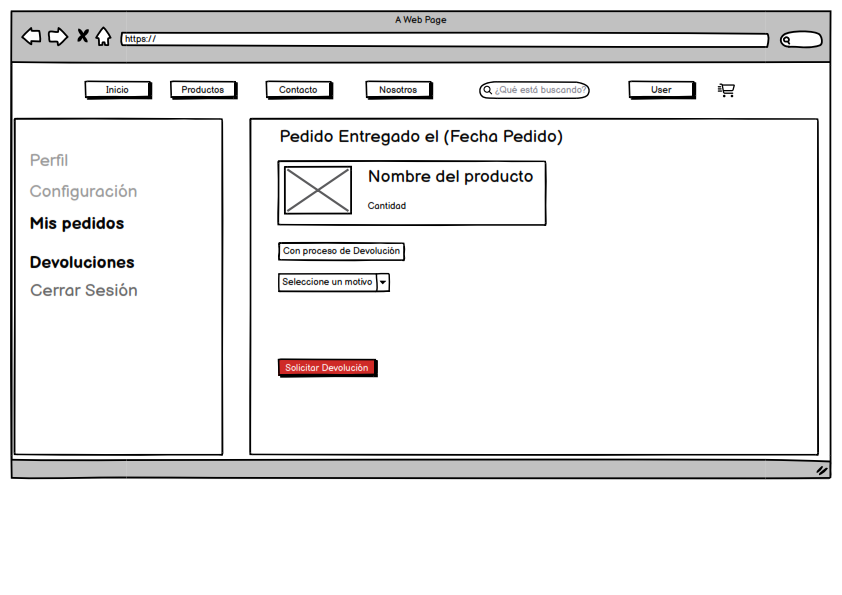 A Web Page
https://
Inicio
Productos
Contacto
Nosotros
¿Qué está buscando?
User
Perfil
Configuración
Mis pedidos
Devoluciones
Cerrar Sesión
Pedido Entregado el (Fecha Pedido)
Nombre del producto
Cantidad
Con proceso de Devolución
Seleccione un motivo
Solicitar Devolución